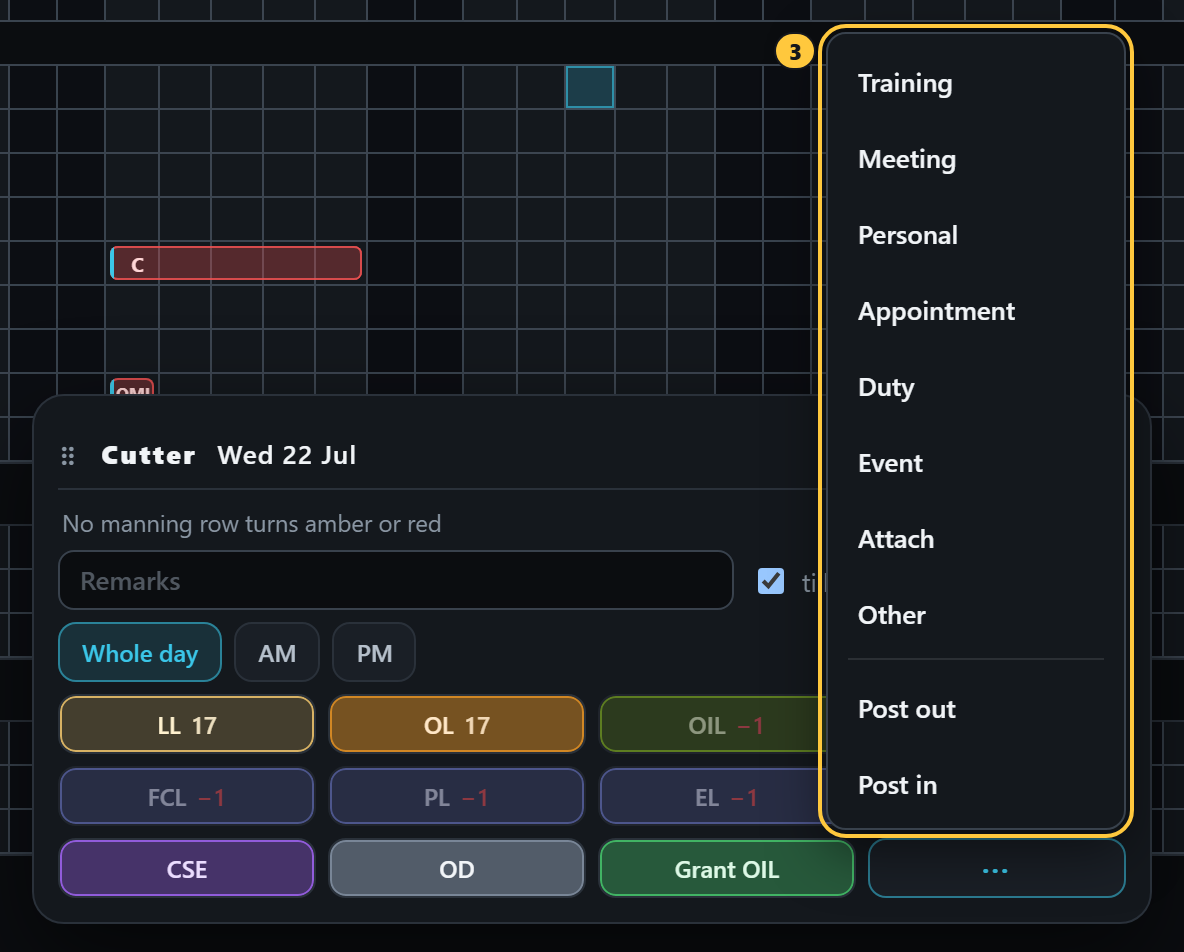 3
Training
Meeting
Personal
Appointment
Duty
Event
Attach
Other
Post out
Post in
C
Cutter Wed 22 Jul
No manning row turns amber or red
Remarks
Whole day AM PM
LL 17 OL 17 OIL −1
FCL −1 PL −1 EL −1
CSE OD Grant OIL ...